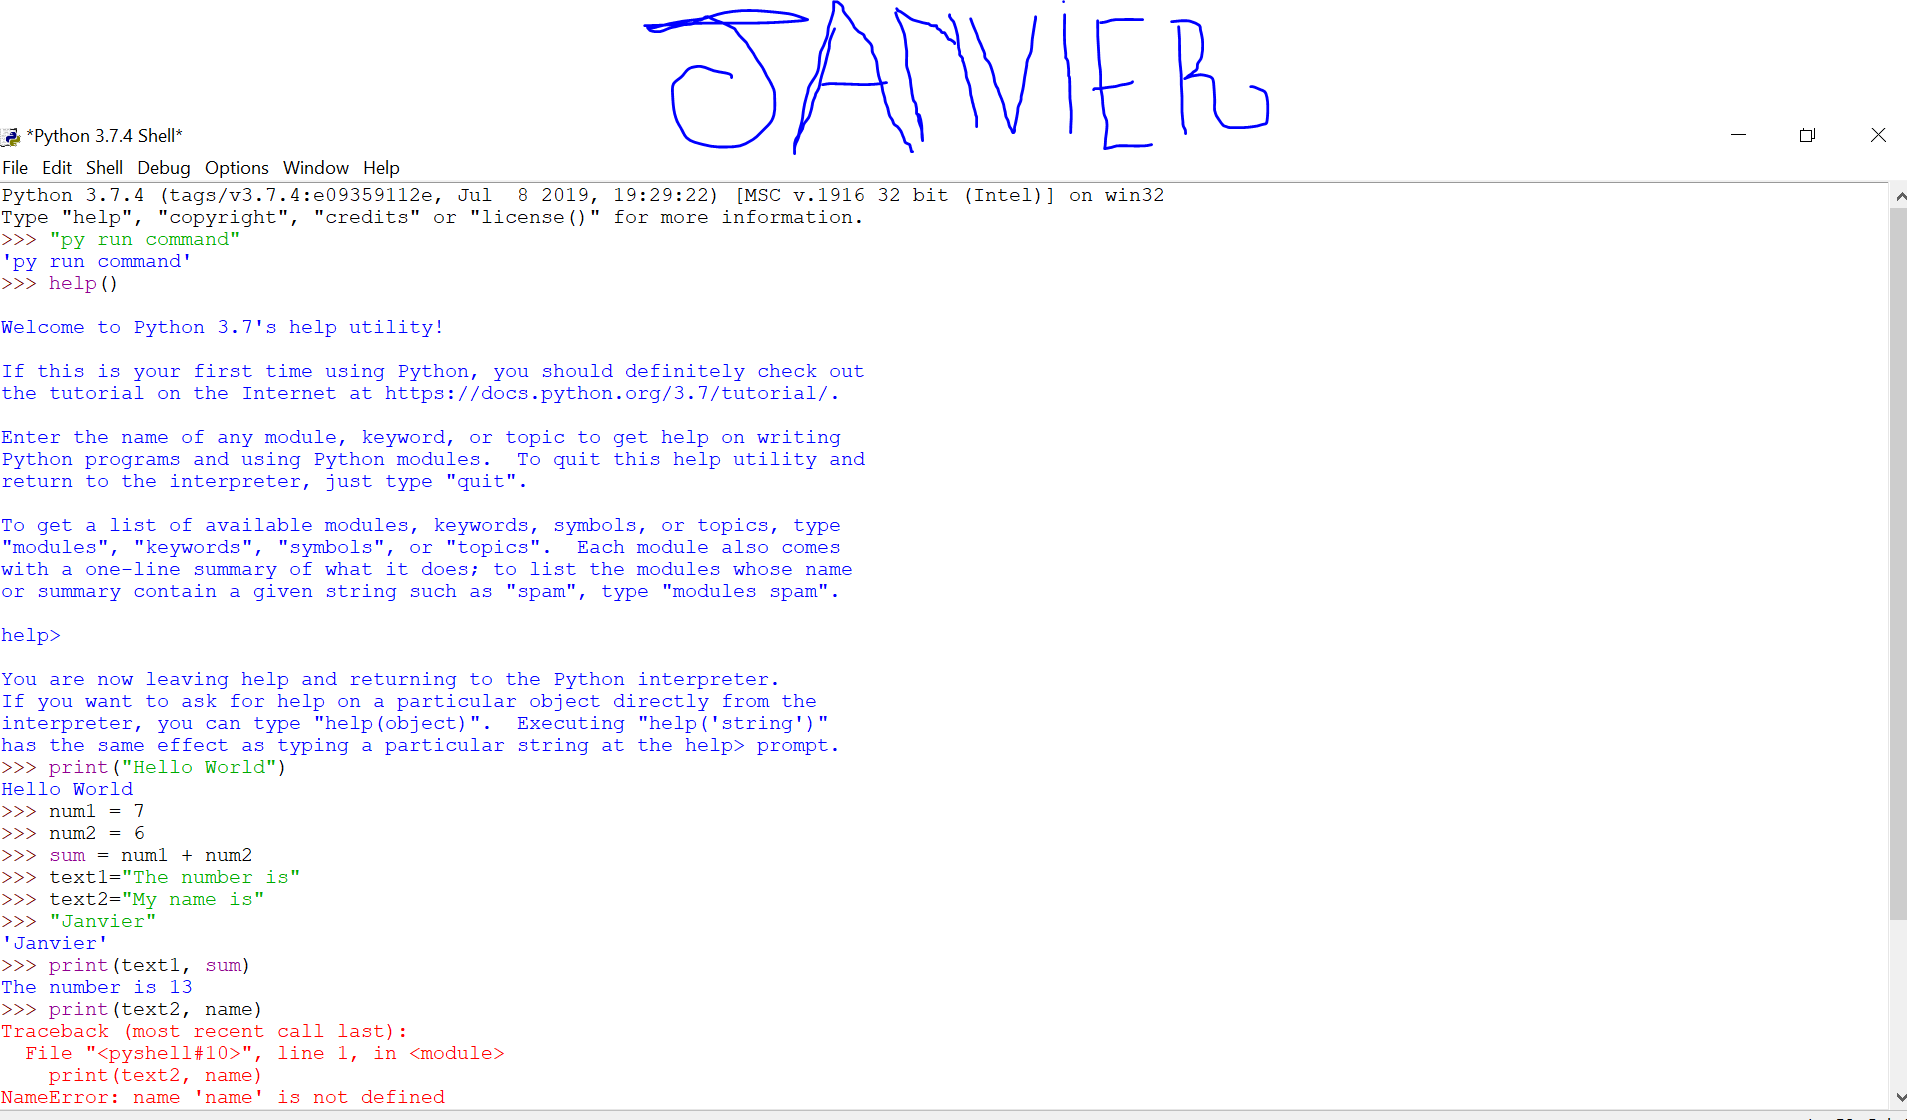 JANVIER
*Python 3.7.4 Shell*
File Edit Shell Debug Options Window Help
Python 3.7.4 (tags/v3.7.4:e09359112e, Jul  8 2019, 19:29:22) [MSC v.1916 32 bit (Intel)] on win32
Type "help", "copyright", "credits" or "license()" for more information.
>>> "py run command"
'py run command'
>>> help()
Welcome to Python 3.7's help utility!
If this is your first time using Python, you should definitely check out
the tutorial on the Internet at https://docs.python.org/3.7/tutorial/.
Enter the name of any module, keyword, or topic to get help on writing
Python programs and using Python modules.  To quit this help utility and
return to the interpreter, just type "quit".
To get a list of available modules, keywords, symbols, or topics, type
"modules", "keywords", "symbols", or "topics".  Each module also comes
with a one-line summary of what it does; to list the modules whose name
or summary contain a given string such as "spam", type "modules spam".
help>
You are now leaving help and returning to the Python interpreter.
If you want to ask for help on a particular object directly from the
interpreter, you can type "help(object)".  Executing "help('string')"
has the same effect as typing a particular string at the help> prompt.
>>> print("Hello World")
Hello World
>>> num1 = 7
>>> num2 = 6
>>> sum = num1 + num2
>>> text1="The number is"
>>> text2="My name is"
>>> "Janvier"
'Janvier'
>>> print(text1, sum)
The number is 13
>>> print(text2, name)
Traceback (most recent call last):
  File "<pyshell#10>", line 1, in <module>
    print(text2, name)
NameError: name 'name' is not defined